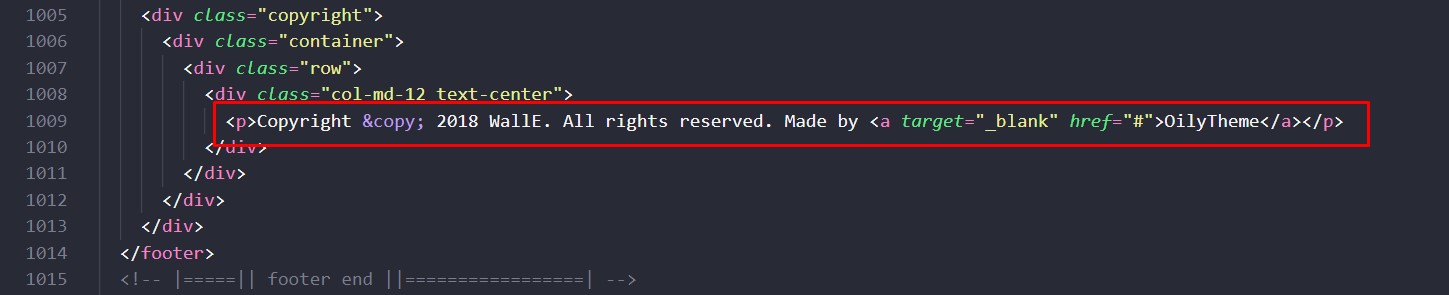 1005 <div class="copyright">
1006 <div class="container">
1007 <div class="row">
1008 <div class="col-md-12 text-center">
1009 <p>Copyright &copy; 2018 WallE. All rights reserved. Made by <a target="_blank" href="#">OilyTheme</a></p>
1010 </div>
1011 </div>
1012 </div>
1013 </div>
1014 </footer>
1015 <!-- |=====|| footer end ||=================| -->